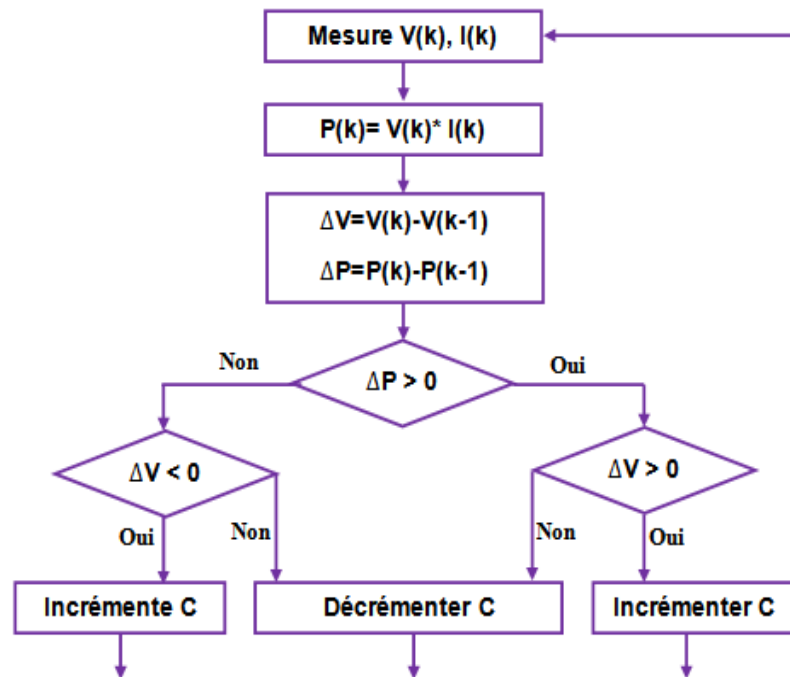 Mesure V(k), I(k)
P(k)= V(k)* I(k)
ΔV=V(k)-V(k-1)
ΔP=P(k)-P(k-1)
Non
ΔP > 0
Oui
ΔV < 0
ΔV > 0
Oui
Non
Non
Oui
Incrémente C
Décrémenter C
Incrémenter C